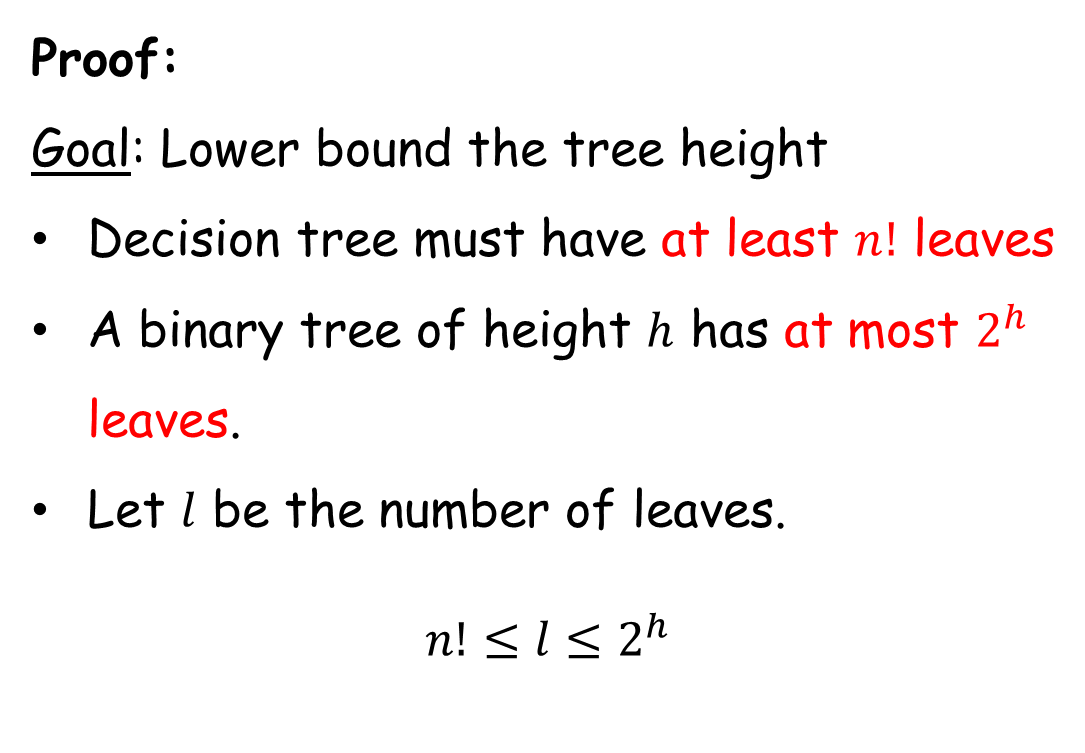 Proof:
Goal: Lower bound the tree height
• Decision tree must have at least n! leaves
• A binary tree of height h has at most 2^h
leaves.
• Let l be the number of leaves.
n! ≤ l ≤ 2^h